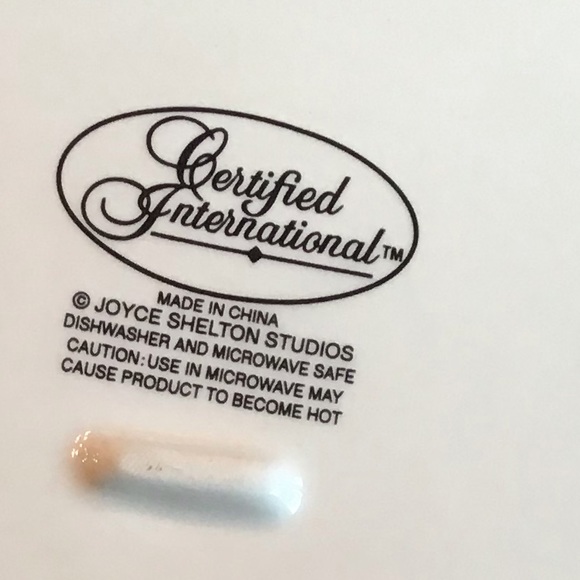 Certified
International™
MADE IN CHINA
© JOYCE SHELTON STUDIOS
DISHWASHER AND MICROWAVE SAFE
CAUTION: USE IN MICROWAVE MAY
CAUSE PRODUCT TO BECOME HOT